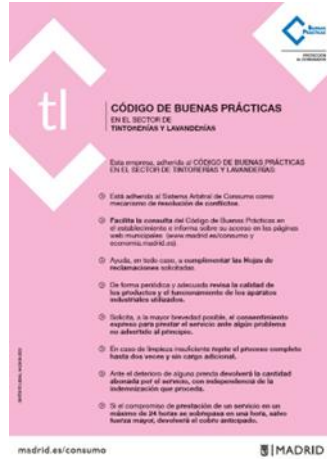 BUENAS
PRÁCTICAS
PROTECCIÓN
AL CONSUMIDOR
tl
CÓDIGO DE BUENAS PRÁCTICAS
EN EL SECTOR DE
TINTORERÍAS Y LAVANDERÍAS
Esta empresa, adherida al CÓDIGO DE BUENAS PRÁCTICAS
EN EL SECTOR DE TINTORERÍAS Y LAVANDERÍAS:
Está adherida al Sistema Arbitral de Consumo como
mecanismo de resolución de conflictos.
Facilita la consulta del Código de Buenas Prácticas en
el establecimiento e informa sobre su acceso en las páginas
web municipales (www.madrid.es/consumo y
economia.madrid.es).
Ayuda, en todo caso, a cumplimentar las Hojas de
reclamaciones solicitadas.
De forma periódica y adecuada revisa la calidad de
los productos y el funcionamiento de los aparatos
industriales utilizados.
Solicita, a la mayor brevedad posible, el consentimiento
expreso para prestar el servicio ante algún problema
no advertido al principio.
En caso de limpieza insuficiente repite el proceso completo
hasta dos veces y sin cargo adicional.
Ante el deterioro de alguna prenda devolverá la cantidad
abonada por el servicio, con independencia de la
indemnización que proceda.
Si el compromiso de prestación de un servicio en un
máximo de 24 horas se sobrepasa en una hora, salvo
fuerza mayor, devolverá el cobro anticipado.
madrid.es/consumo
MADRID